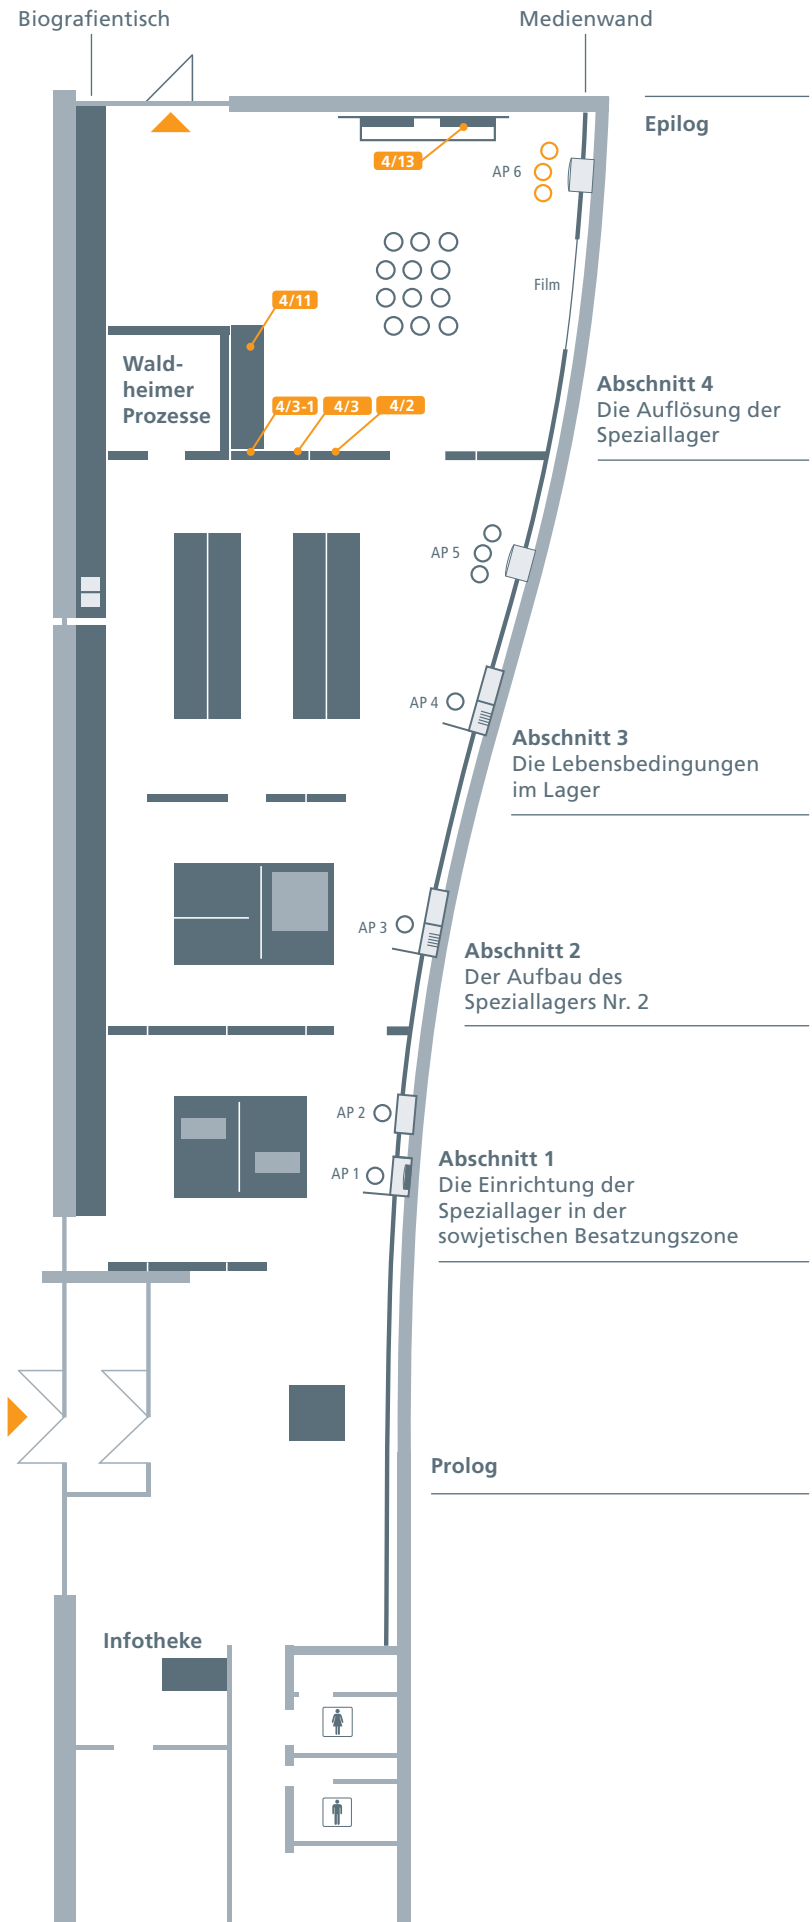 Biografientisch
Medienwand
Epilog
4/13
AP 6
Film
4/11
Wald-
heimer
Prozesse
4/3-1
4/3
4/2
Abschnitt 4
Die Auflösung der
Speziallager
AP 5
AP 4
Abschnitt 3
Die Lebensbedingungen
im Lager
AP 3
Abschnitt 2
Der Aufbau des
Speziallagers Nr. 2
AP 2
AP 1
Abschnitt 1
Die Einrichtung der
Speziallager in der
sowjetischen Besatzungszone
Prolog
Infotheke